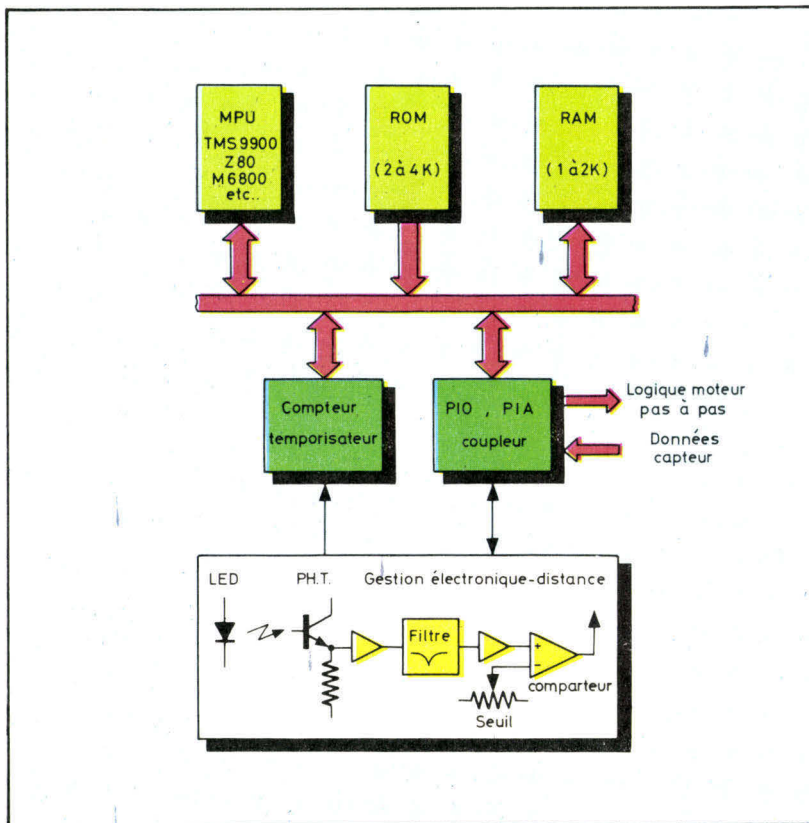 MPU
TMS9900
Z80
M6800
etc..
ROM
(2à4K)
RAM
(1à2K)
Compteur
temporisateur
PIO , PIA
coupleur
Logique moteur
pas à pas
Données
capteur
LED
PH.T.
Gestion électronique-distance
Filtre
+
−
comparteur
Seuil